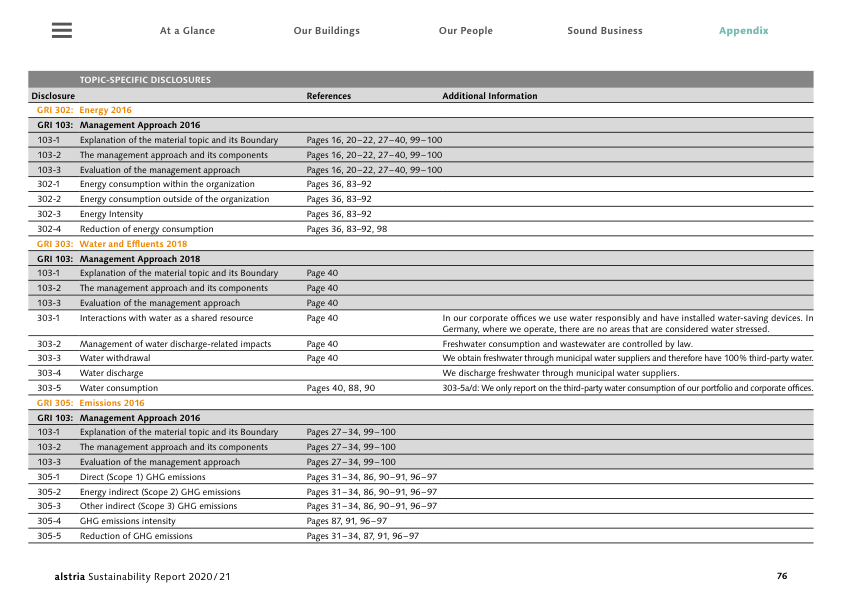 At a Glance Our Buildings Our People Sound Business Appendix
TOPIC-SPECIFIC DISCLOSURES
Disclosure References Additional Information
GRI 302: Energy 2016
GRI 103: Management Approach 2016
103-1 Explanation of the material topic and its Boundary Pages 16, 20–22, 27–40, 99–100
103-2 The management approach and its components Pages 16, 20–22, 27–40, 99–100
103-3 Evaluation of the management approach Pages 16, 20–22, 27–40, 99–100
302-1 Energy consumption within the organization Pages 36, 83–92
302-2 Energy consumption outside of the organization Pages 36, 83–92
302-3 Energy Intensity Pages 36, 83–92
302-4 Reduction of energy consumption Pages 36, 83–92, 98
GRI 303: Water and Effluents 2018
GRI 103: Management Approach 2018
103-1 Explanation of the material topic and its Boundary Page 40
103-2 The management approach and its components Page 40
103-3 Evaluation of the management approach Page 40
303-1 Interactions with water as a shared resource Page 40 In our corporate offices we use water responsibly and have installed water-saving devices. In
Germany, where we operate, there are no areas that are considered water stressed.
303-2 Management of water discharge-related impacts Page 40 Freshwater consumption and wastewater are controlled by law.
303-3 Water withdrawal Page 40 We obtain freshwater through municipal water suppliers and therefore have 100% third-party water.
303-4 Water discharge We discharge freshwater through municipal water suppliers.
303-5 Water consumption Pages 40, 88, 90 303-5a/d: We only report on the third-party water consumption of our portfolio and corporate offices.
GRI 305: Emissions 2016
GRI 103: Management Approach 2016
103-1 Explanation of the material topic and its Boundary Pages 27–34, 99–100
103-2 The management approach and its components Pages 27–34, 99–100
103-3 Evaluation of the management approach Pages 27–34, 99–100
305-1 Direct (Scope 1) GHG emissions Pages 31–34, 86, 90–91, 96–97
305-2 Energy indirect (Scope 2) GHG emissions Pages 31–34, 86, 90–91, 96–97
305-3 Other indirect (Scope 3) GHG emissions Pages 31–34, 86, 90–91, 96–97
305-4 GHG emissions intensity Pages 87, 91, 96–97
305-5 Reduction of GHG emissions Pages 31–34, 87, 91, 96–97
alstria Sustainability Report 2020/21 76